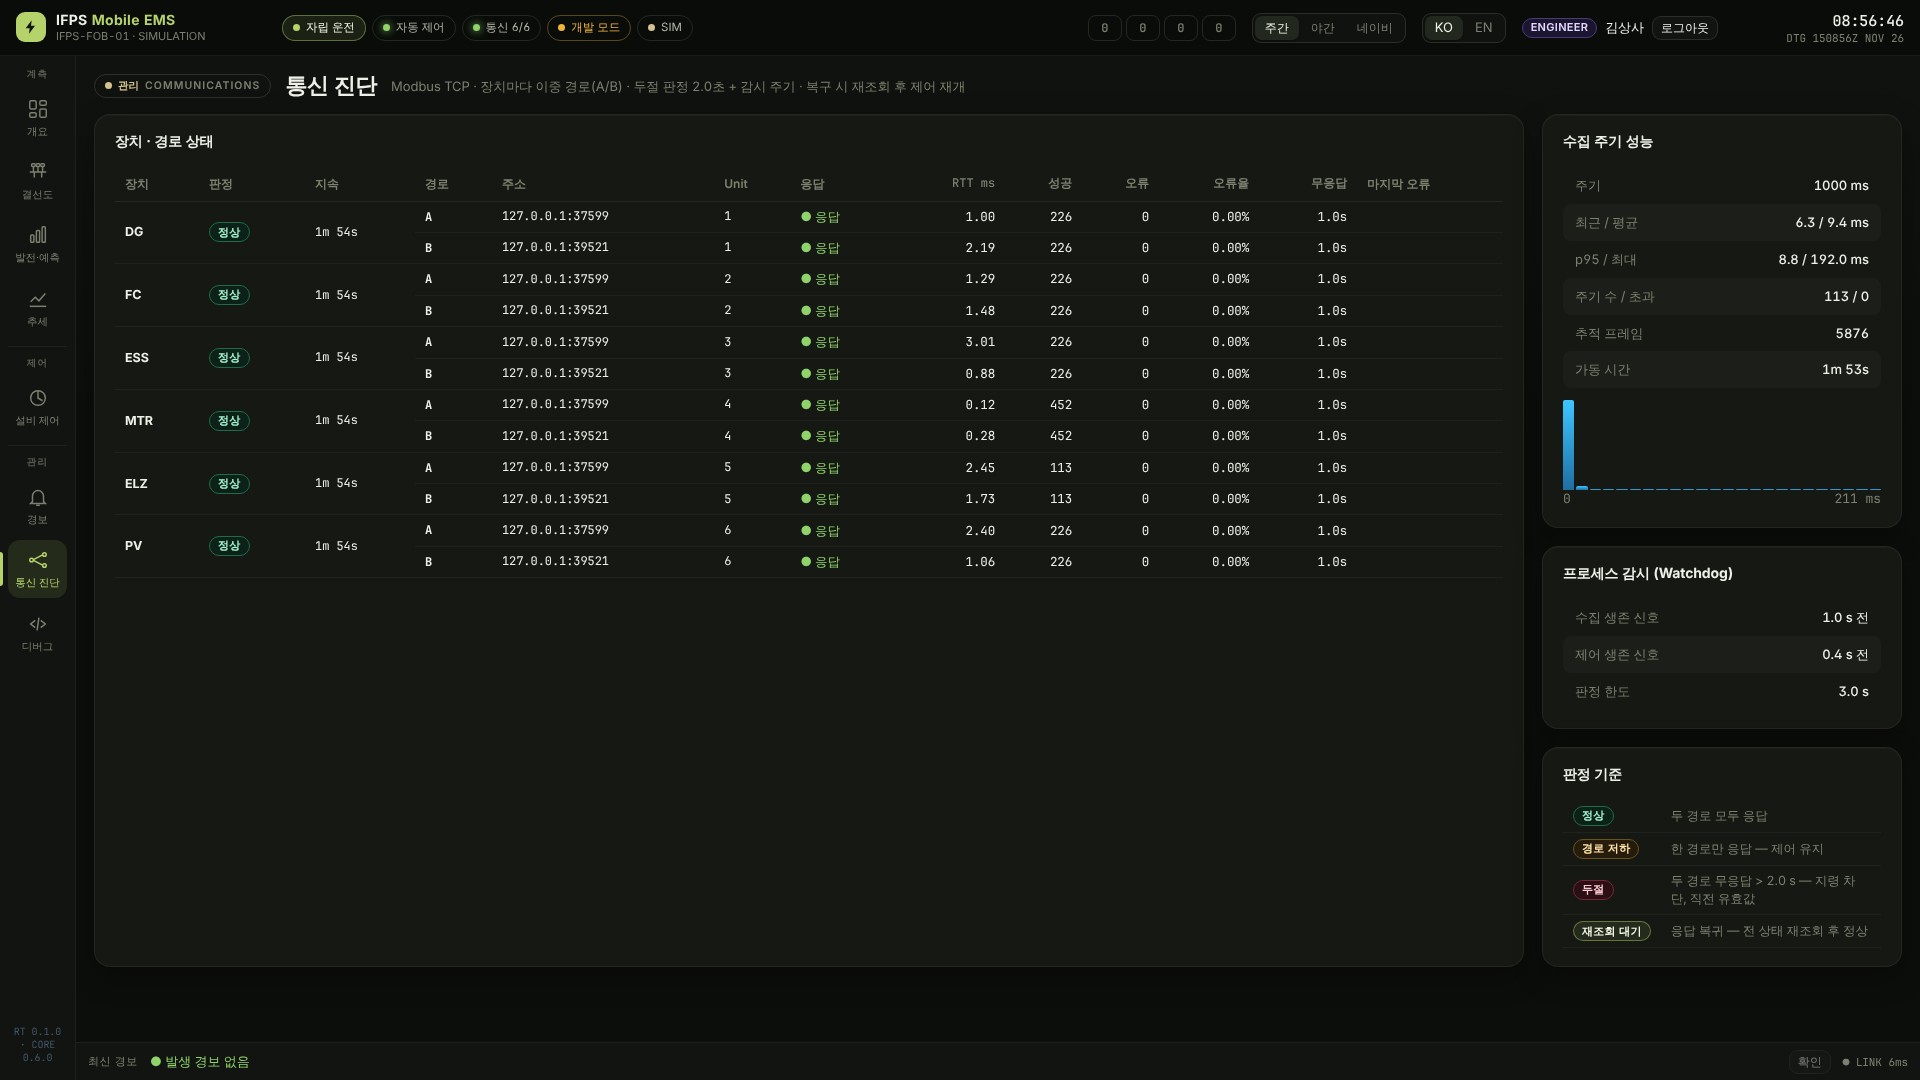 IFPS Mobile EMS
IFPS-FOB-01 · SIMULATION
자립 운전
자동 제어
통신 6/6
개발 모드
SIM
0 0 0 0
주간 야간 네이비
KO EN
ENGINEER 김상사 로그아웃
08:56:46
DTG 150856Z NOV 26
계측
개요
결선도
발전·예측
추세
제어
설비 제어
관리
경보
통신 진단
디버그
RT 0.1.0
· CORE
0.6.0
관리 COMMUNICATIONS
통신 진단
Modbus TCP · 장치마다 이중 경로(A/B) · 두절 판정 2.0초 + 감시 주기 · 복구 시 재조회 후 제어 재개
장치 · 경로 상태
장치 판정 지속 경로 주소 Unit 응답 RTT ms 성공 오류 오류율 무응답 마지막 오류
DG 정상 1m 54s
A 127.0.0.1:37599 1 응답 1.00 226 0 0.00% 1.0s
B 127.0.0.1:39521 1 응답 2.19 226 0 0.00% 1.0s
FC 정상 1m 54s
A 127.0.0.1:37599 2 응답 1.29 226 0 0.00% 1.0s
B 127.0.0.1:39521 2 응답 1.48 226 0 0.00% 1.0s
ESS 정상 1m 54s
A 127.0.0.1:37599 3 응답 3.01 226 0 0.00% 1.0s
B 127.0.0.1:39521 3 응답 0.88 226 0 0.00% 1.0s
MTR 정상 1m 54s
A 127.0.0.1:37599 4 응답 0.12 452 0 0.00% 1.0s
B 127.0.0.1:39521 4 응답 0.28 452 0 0.00% 1.0s
ELZ 정상 1m 54s
A 127.0.0.1:37599 5 응답 2.45 113 0 0.00% 1.0s
B 127.0.0.1:39521 5 응답 1.73 113 0 0.00% 1.0s
PV 정상 1m 54s
A 127.0.0.1:37599 6 응답 2.40 226 0 0.00% 1.0s
B 127.0.0.1:39521 6 응답 1.06 226 0 0.00% 1.0s
수집 주기 성능
주기 1000 ms
최근 / 평균 6.3 / 9.4 ms
p95 / 최대 8.8 / 192.0 ms
주기 수 / 초과 113 / 0
추적 프레임 5876
가동 시간 1m 53s
0 211 ms
프로세스 감시 (Watchdog)
수집 생존 신호 1.0 s 전
제어 생존 신호 0.4 s 전
판정 한도 3.0 s
판정 기준
정상 두 경로 모두 응답
경로 저하 한 경로만 응답 — 제어 유지
두절 두 경로 무응답 > 2.0 s — 지령 차
단, 직전 유효값
재조회 대기 응답 복귀 — 전 상태 재조회 후 정상
최신 경보 발생 경보 없음
확인 LINK 6ms